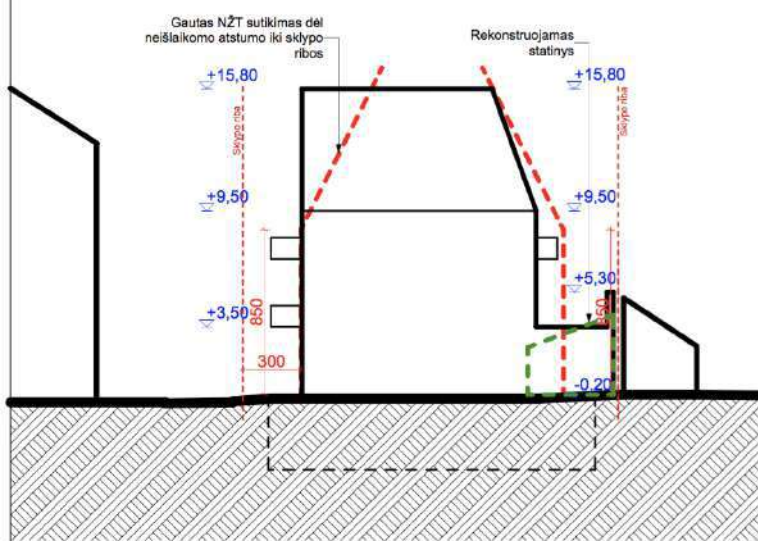 Gautas NŽT sutikimas dėl
neišlaikomo atstumo iki sklypo
ribos
Rekonstruojamas
statinys
+15,80
+15,80
Sklypo riba
Sklypo riba
+9,50
+9,50
+5,30
+3,50
850
850
300
-0,20